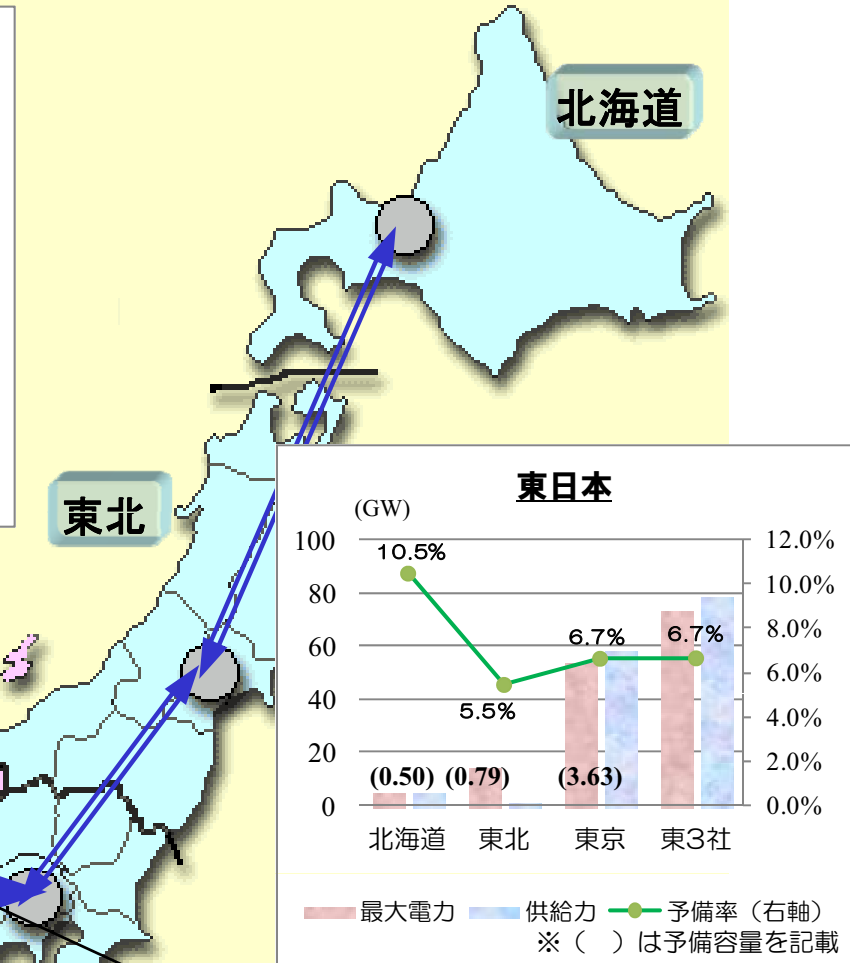 北海道
東北
東日本
(GW)
100
80
60
40
20
0
12.0%
10.0%
8.0%
6.0%
4.0%
2.0%
0.0%
10.5%
5.5%
6.7%
6.7%
(0.50) (0.79) (3.63)
北海道 東北 東京 東3社
最大電力 供給力 予備率（右軸）
※（ ）は予備容量を記載